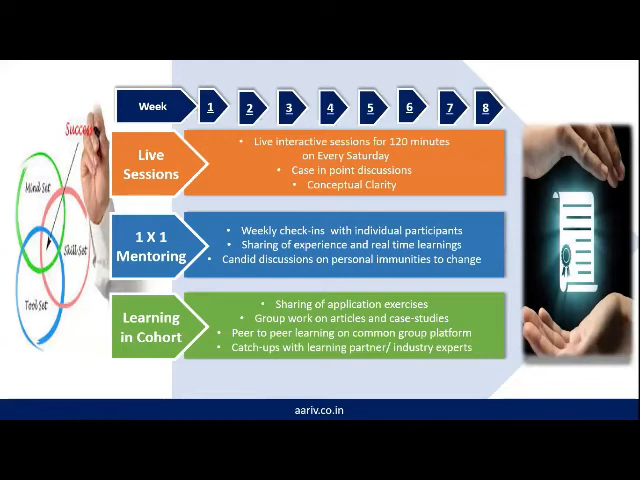 Week
1
2
3
4
5
6
7
8
Success
Mind Set
Skill Set
Tool Set
Live
Sessions
• Live interactive sessions for 120 minutes
on Every Saturday
• Case in point discussions
• Conceptual Clarity
1 X 1
Mentoring
• Weekly check-ins with individual participants
• Sharing of experience and real time learnings
• Candid discussions on personal immunities to change
Learning
in Cohort
• Sharing of application exercises
• Group work on articles and case-studies
• Peer to peer learning on common group platform
• Catch-ups with learning partner/ industry experts
aariv.co.in